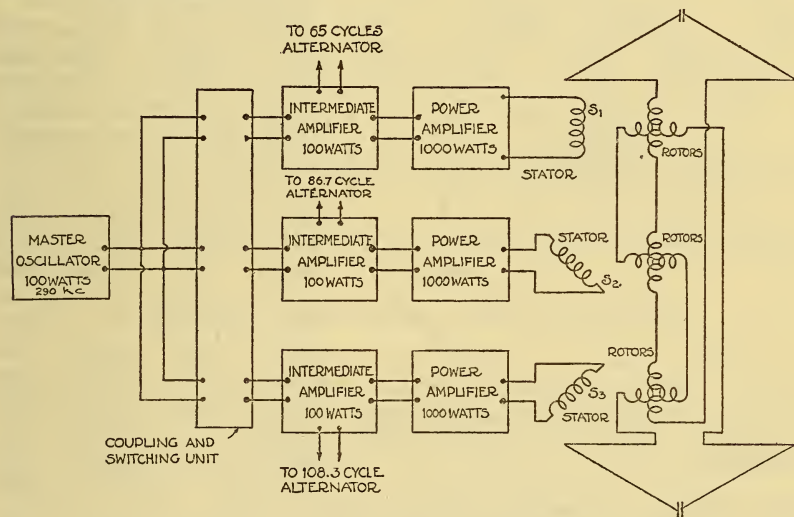 TO 65 CYCLES
ALTERNATOR
INTERMEDIATE
AMPLIFIER
100 WATTS
POWER
AMPLIFIER
1000 WATTS
S1
STATOR
ROTORS
TO 86.7 CYCLE
ALTERNATOR
MASTER
OSCILLATOR
100 WATTS
290 KC
INTERMEDIATE
AMPLIFIER
100 WATTS
POWER
AMPLIFIER
1000 WATTS
STATOR
S2
ROTORS
INTERMEDIATE
AMPLIFIER
100 WATTS
POWER
AMPLIFIER
1000 WATTS
S3
STATOR
ROTORS
COUPLING AND
SWITCHING UNIT
TO 108.3 CYCLE
ALTERNATOR